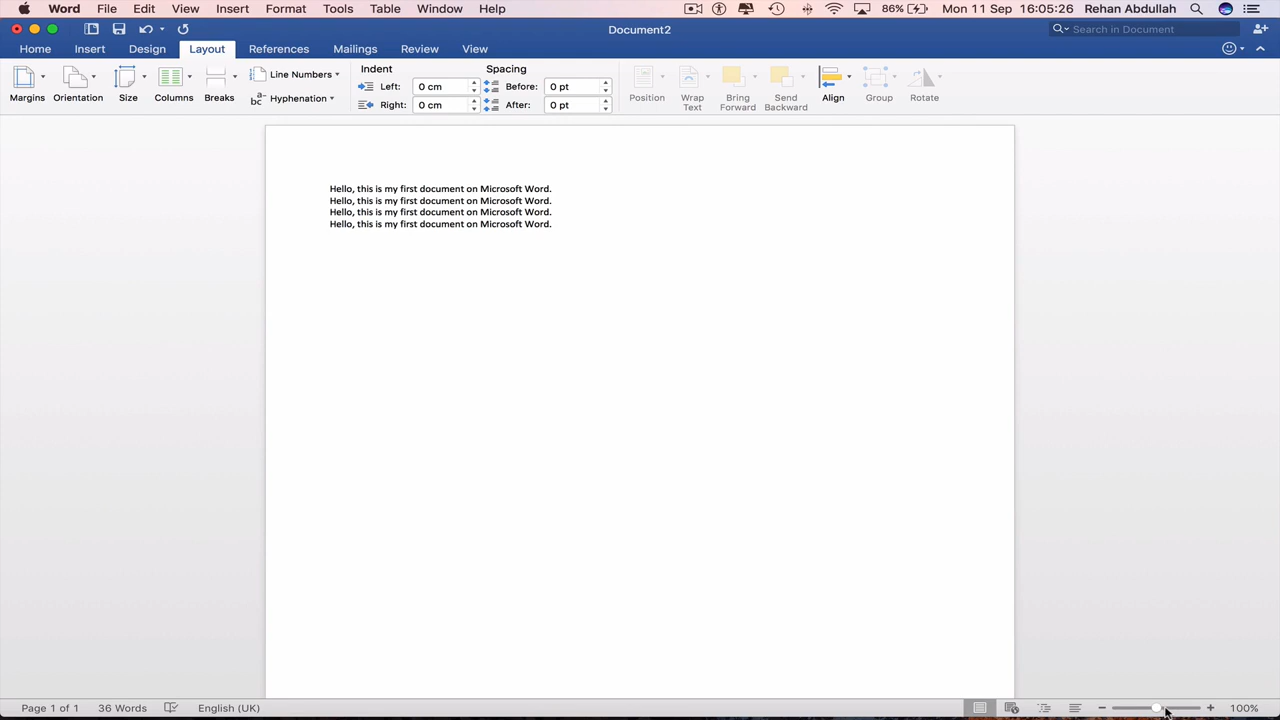 Word File Edit View Insert Format Tools Table Window Help 86% Mon 11 Sep 16:05:26 Rehan Abdullah
Document2 Search in Document
Home Insert Design Layout References Mailings Review View
Indent Spacing
Line Numbers
Left: 0 cm Before: 0 pt
Margins Orientation Size Columns Breaks
abc Hyphenation
Right: 0 cm After: 0 pt
Position Wrap Text Bring Forward Send Backward Align Group Rotate
Hello, this is my first document on Microsoft Word.
Hello, this is my first document on Microsoft Word.
Hello, this is my first document on Microsoft Word.
Hello, this is my first document on Microsoft Word.
Page 1 of 1 36 Words English (UK) 100%